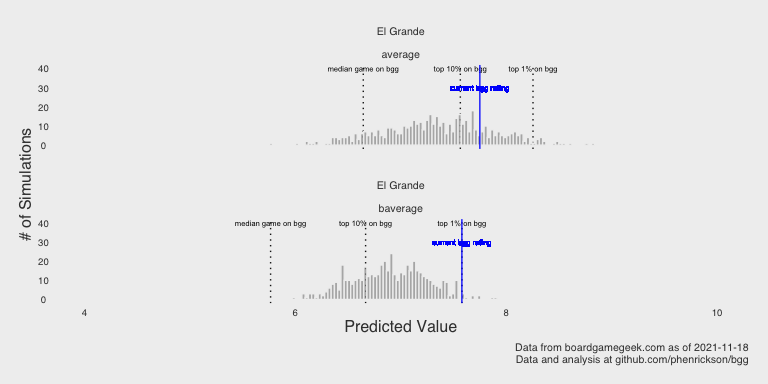 El Grande
average
median game on bgg top 10% on bgg top 1% on bgg
current bgg rating
40
30
20
10
0
El Grande
baverage
median game on bgg top 10% on bgg top 1% on bgg
current bgg rating
40
30
20
10
0
# of Simulations
4 6 8 10
Predicted Value
Data from boardgamegeek.com as of 2021-11-18
Data and analysis at github.com/phenrickson/bgg